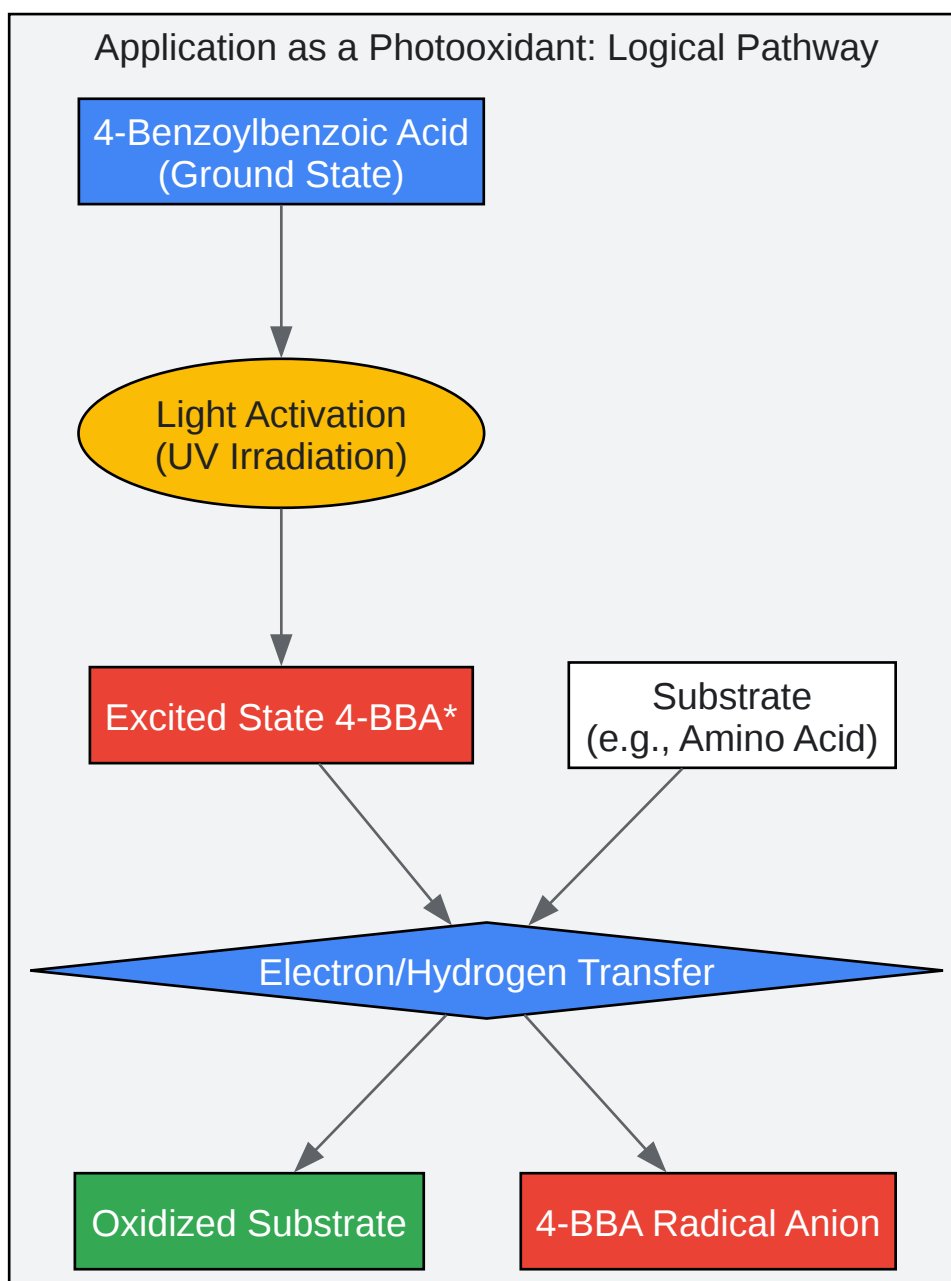 Application as a Photooxidant: Logical Pathway
4-Benzoylbenzoic Acid
(Ground State)
Light Activation
(UV Irradiation)
Excited State 4-BBA*
Substrate
(e.g., Amino Acid)
Electron/Hydrogen Transfer
Oxidized Substrate
4-BBA Radical Anion